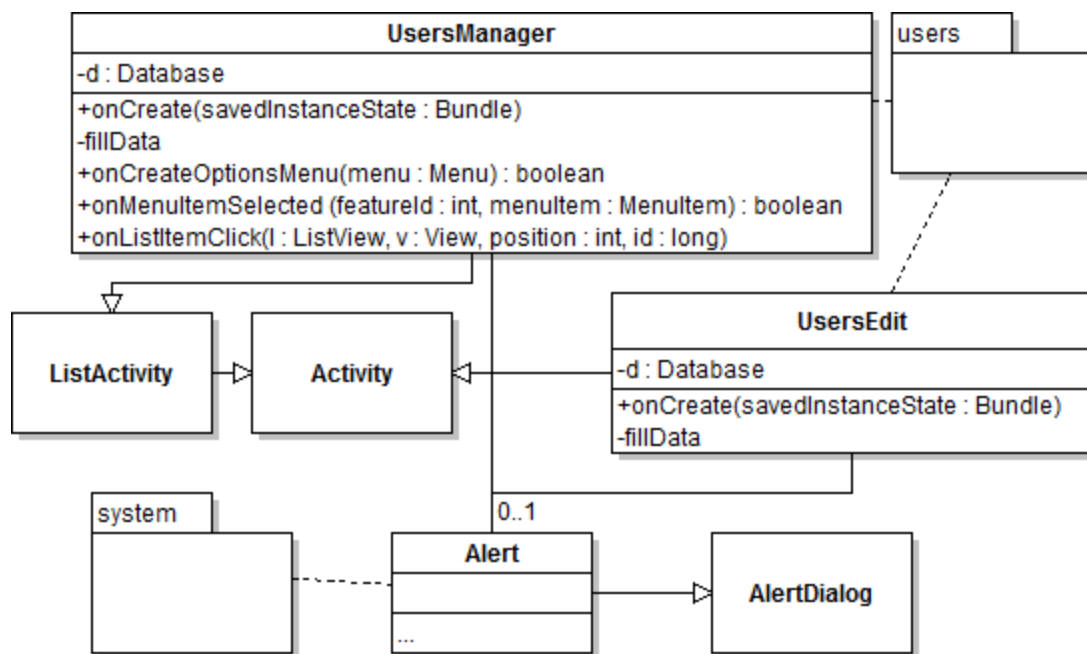 UsersManager
-d : Database
+onCreate(savedInstanceState : Bundle)
-fillData
+onCreateOptionsMenu(menu : Menu) : boolean
+onMenuItemSelected (featureId : int, menuItem : MenuItem) : boolean
+onListItemClick(l : ListView, v : View, position : int, id : long)
users
ListActivity
Activity
UsersEdit
-d : Database
+onCreate(savedInstanceState : Bundle)
-fillData
system
0..1
Alert
...
AlertDialog